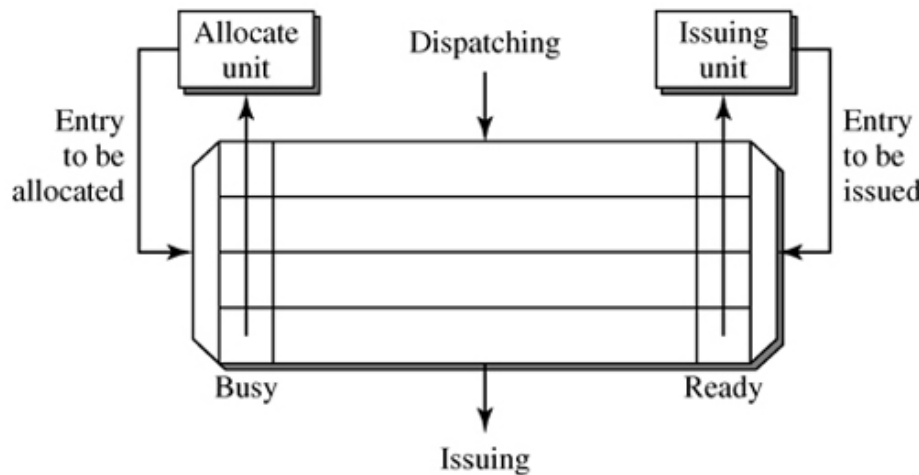 Allocate
unit
Dispatching
Issuing
unit
Entry
to be
allocated
Entry
to be
issued
Busy
Ready
Issuing